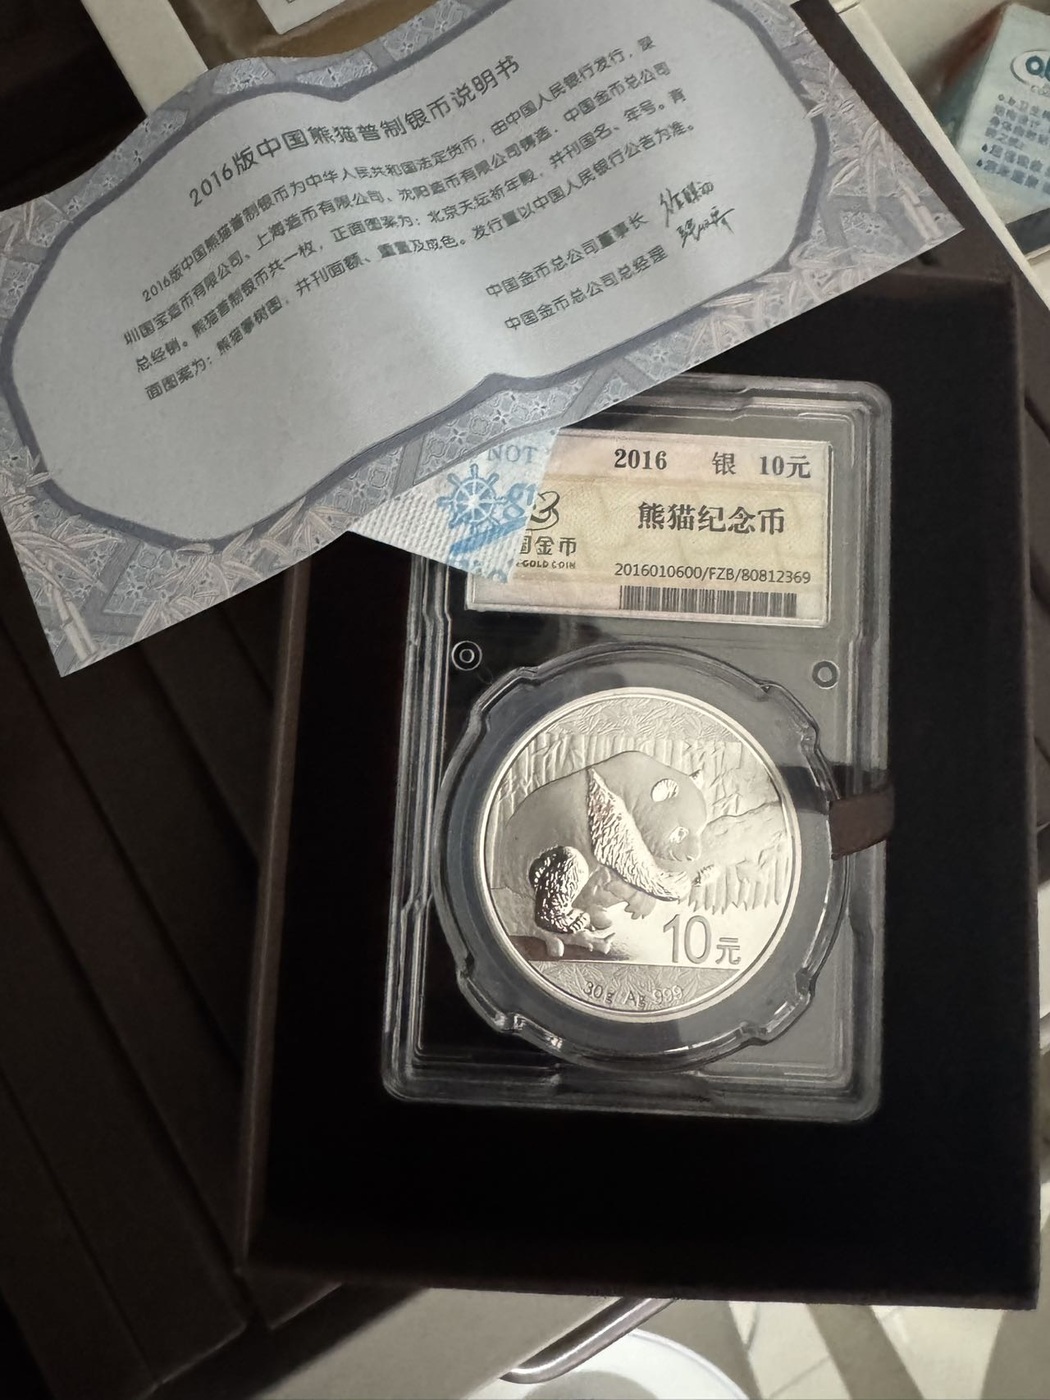 2016版中国熊猫普制银币说明书
2016版中国熊猫普制银币为中华人民共和国法定货币，由中国人民银行发行，深
圳国宝造币有限公司、上海造币有限公司、沈阳造币有限公司铸造，中国金币总公司
总经销。熊猫普制银币共一枚，正面图案为：北京天坛祈年殿，并刊国名、年号。背
面图案为：熊猫攀树图，并刊面额、重量及成色。发行量以中国人民银行公告为准。
中国金币总公司董事长
中国金币总公司总经理
NOT
2016 银 10元
熊猫纪念币
国金币
GOLD COIN
2016010600/FZB/80812369
10元
30g Ag .999